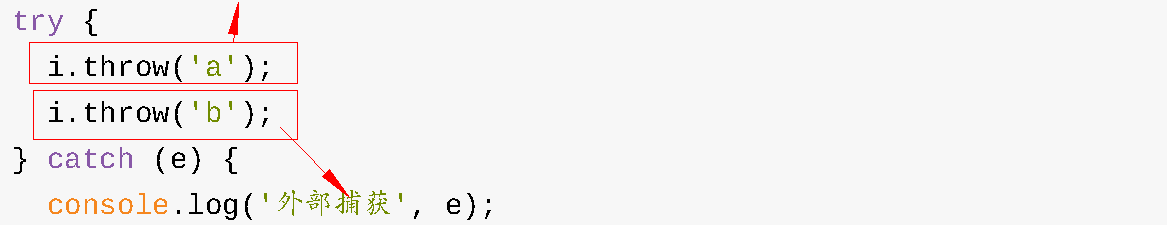 try {
  i.throw('a');
  i.throw('b');
} catch (e) {
  console.log('外部捕获', e);